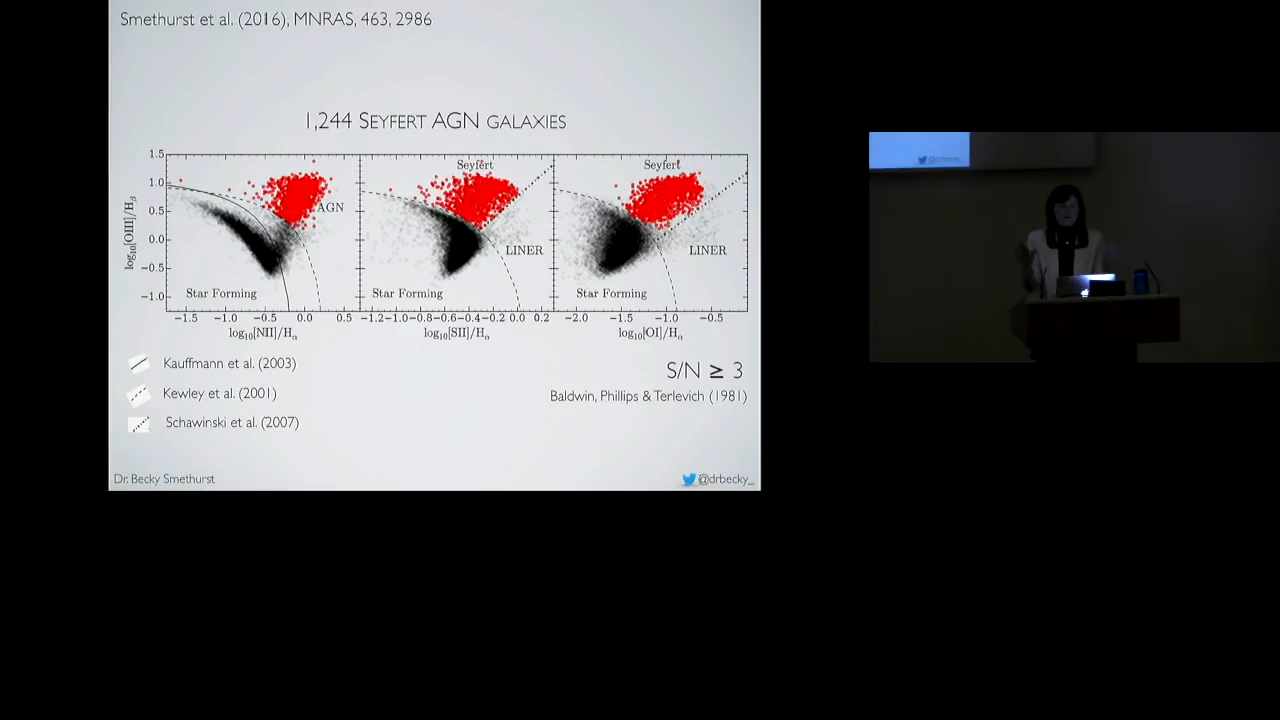 Smethurst et al. (2016), MNRAS, 463, 2986
1,244 SEYFERT AGN GALAXIES
1.5
1.0
0.5
0.0
−0.5
−1.0
log10[OIII]/Hβ
AGN
Star Forming
Seyfert
LINER
Star Forming
Seyfert
LINER
Star Forming
−1.5 −1.0 −0.5 0.0 0.5
−1.2 −1.0 −0.8 −0.6 −0.4 −0.2 0.0 0.2
−2.0 −1.5 −1.0 −0.5
log10[NII]/Hα
log10[SII]/Hα
log10[OI]/Hα
Kauffmann et al. (2003)
Kewley et al. (2001)
Schawinski et al. (2007)
S/N ≥ 3
Baldwin, Phillips & Terlevich (1981)
Dr. Becky Smethurst
@drbecky_